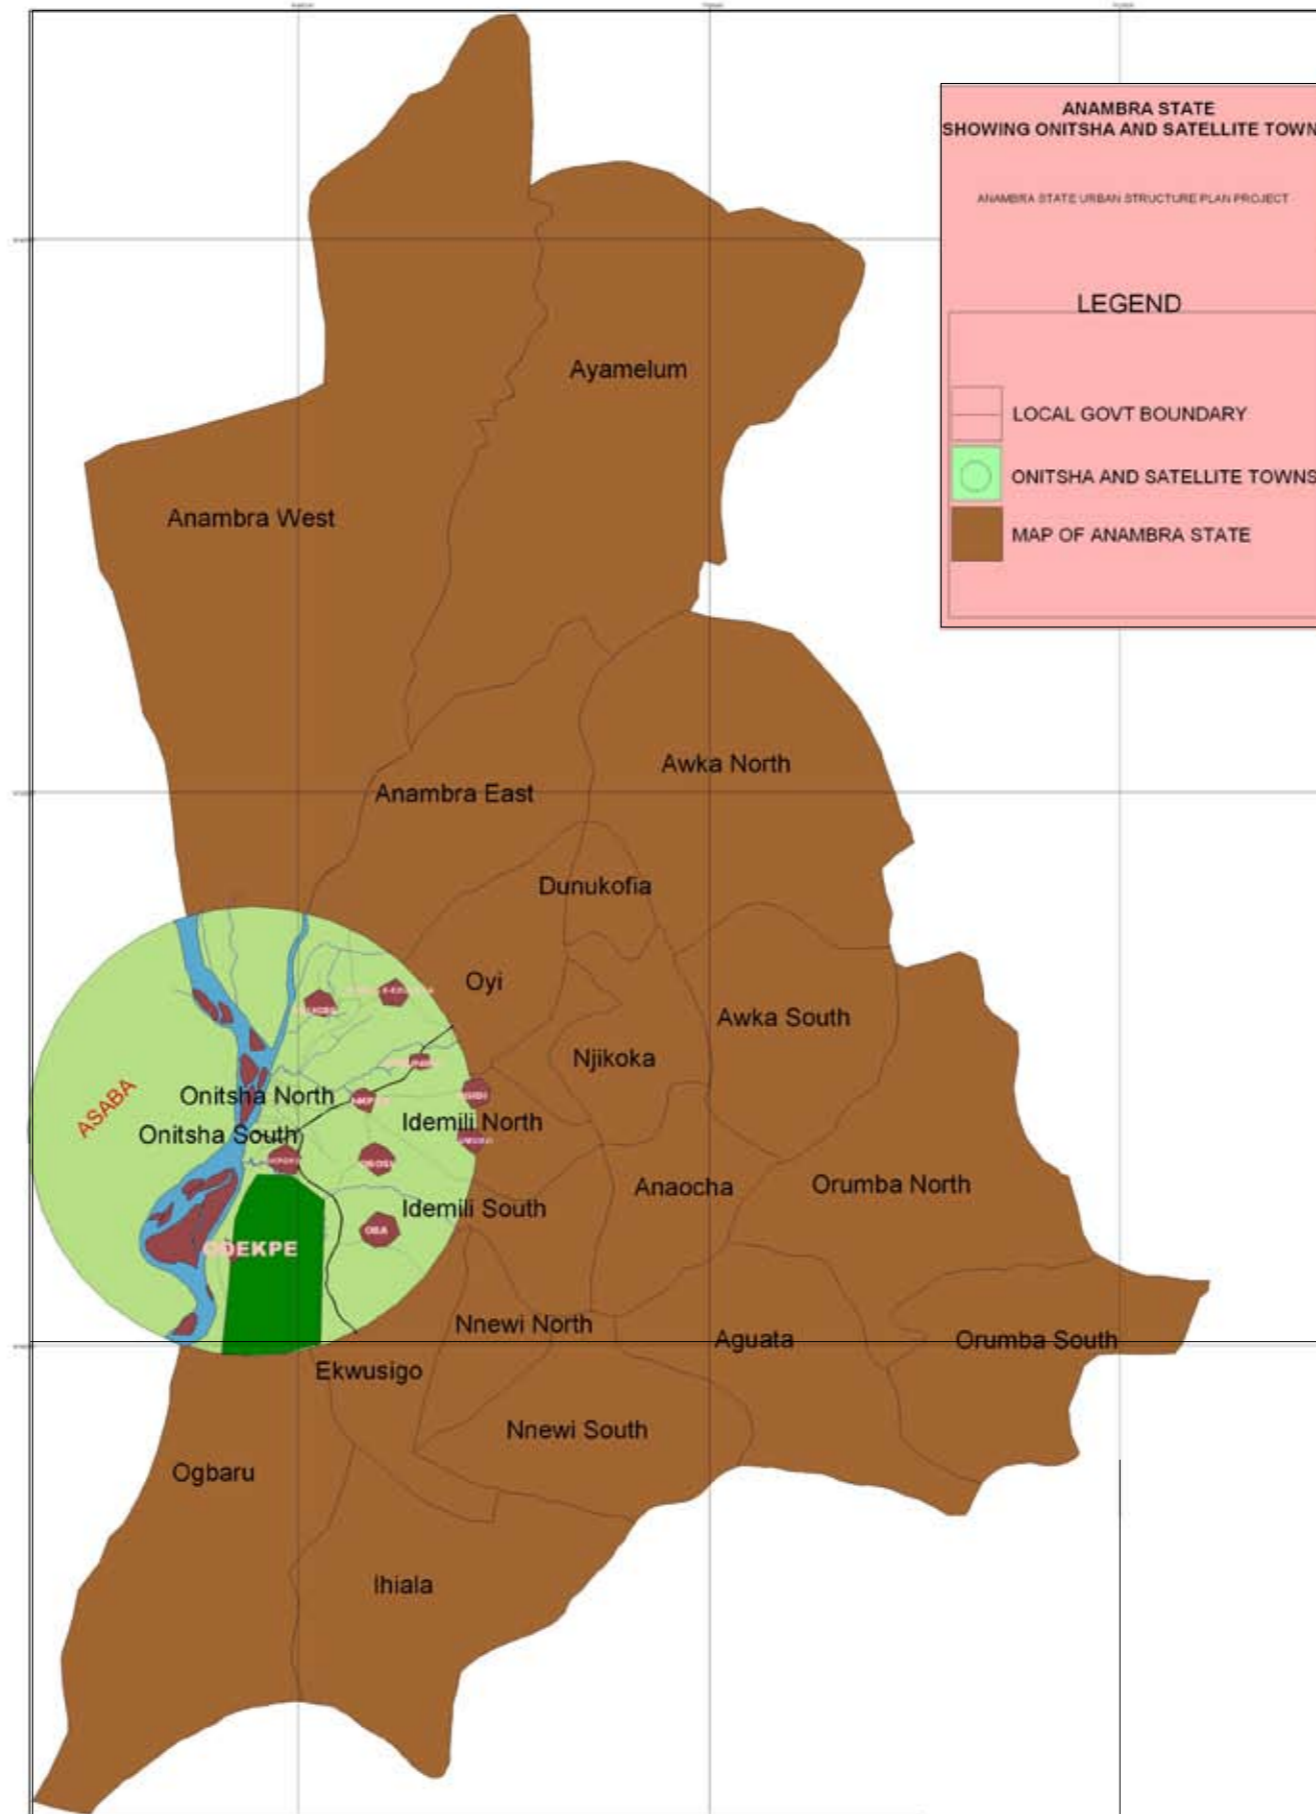 ANAMBRA STATE
SHOWING ONITSHA AND SATELLITE TOWN
ANAMBRA STATE URBAN STRUCTURE PLAN PROJECT
LEGEND
LOCAL GOVT BOUNDARY
ONITSHA AND SATELLITE TOWNS
MAP OF ANAMBRA STATE
Ayamelum
Anambra West
Awka North
Anambra East
Dunukofia
Oyi
Awka South
Njikoka
ASABA
Onitsha North
Idemili North
Onitsha South
Anaocha
Orumba North
Idemili South
OBA
ODEKPE
Nnewi North
Aguata
Orumba South
Ekwusigo
Nnewi South
Ogbaru
Ihiala